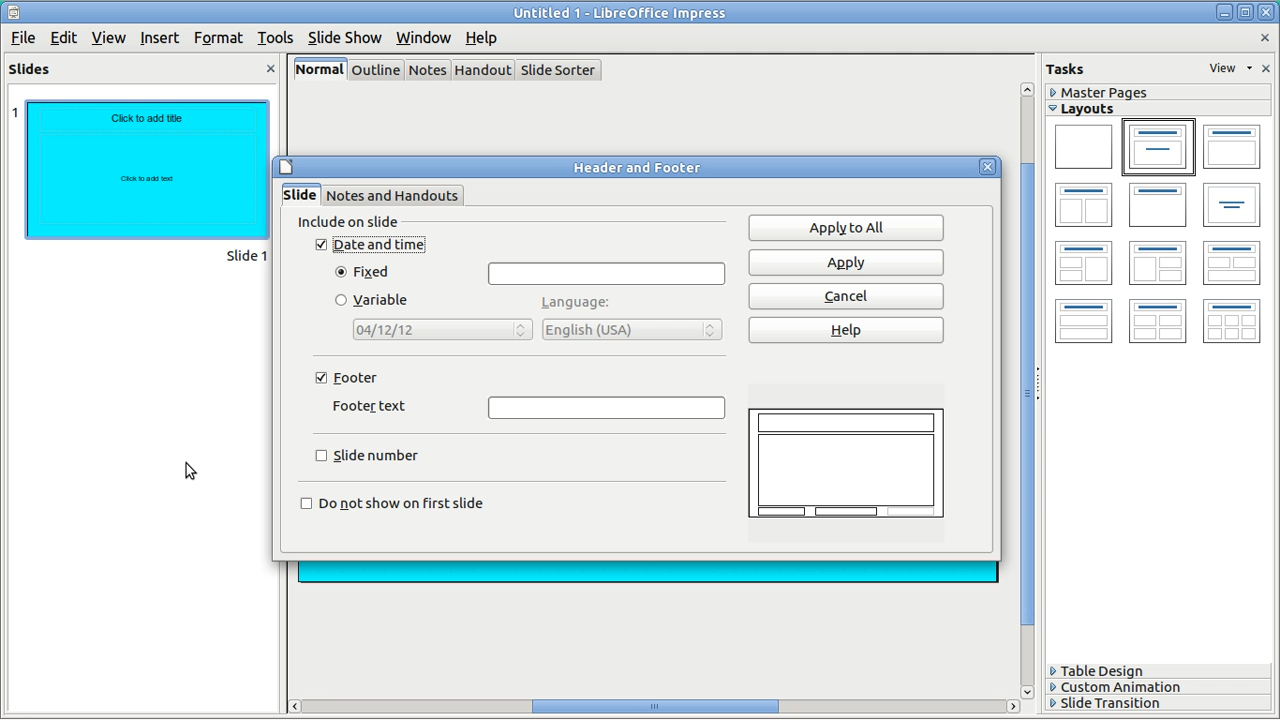 Untitled 1 - LibreOffice Impress
File Edit View Insert Format Tools Slide Show Window Help
Slides
Normal Outline Notes Handout Slide Sorter
Tasks View
1
Click to add title
Click to add text
Slide 1
Master Pages
Layouts
Header and Footer
Slide Notes and Handouts
Include on slide
Date and time
Fixed
Variable Language:
04/12/12 English (USA)
Footer
Footer text
Slide number
Do not show on first slide
Apply to All
Apply
Cancel
Help
Table Design
Custom Animation
Slide Transition